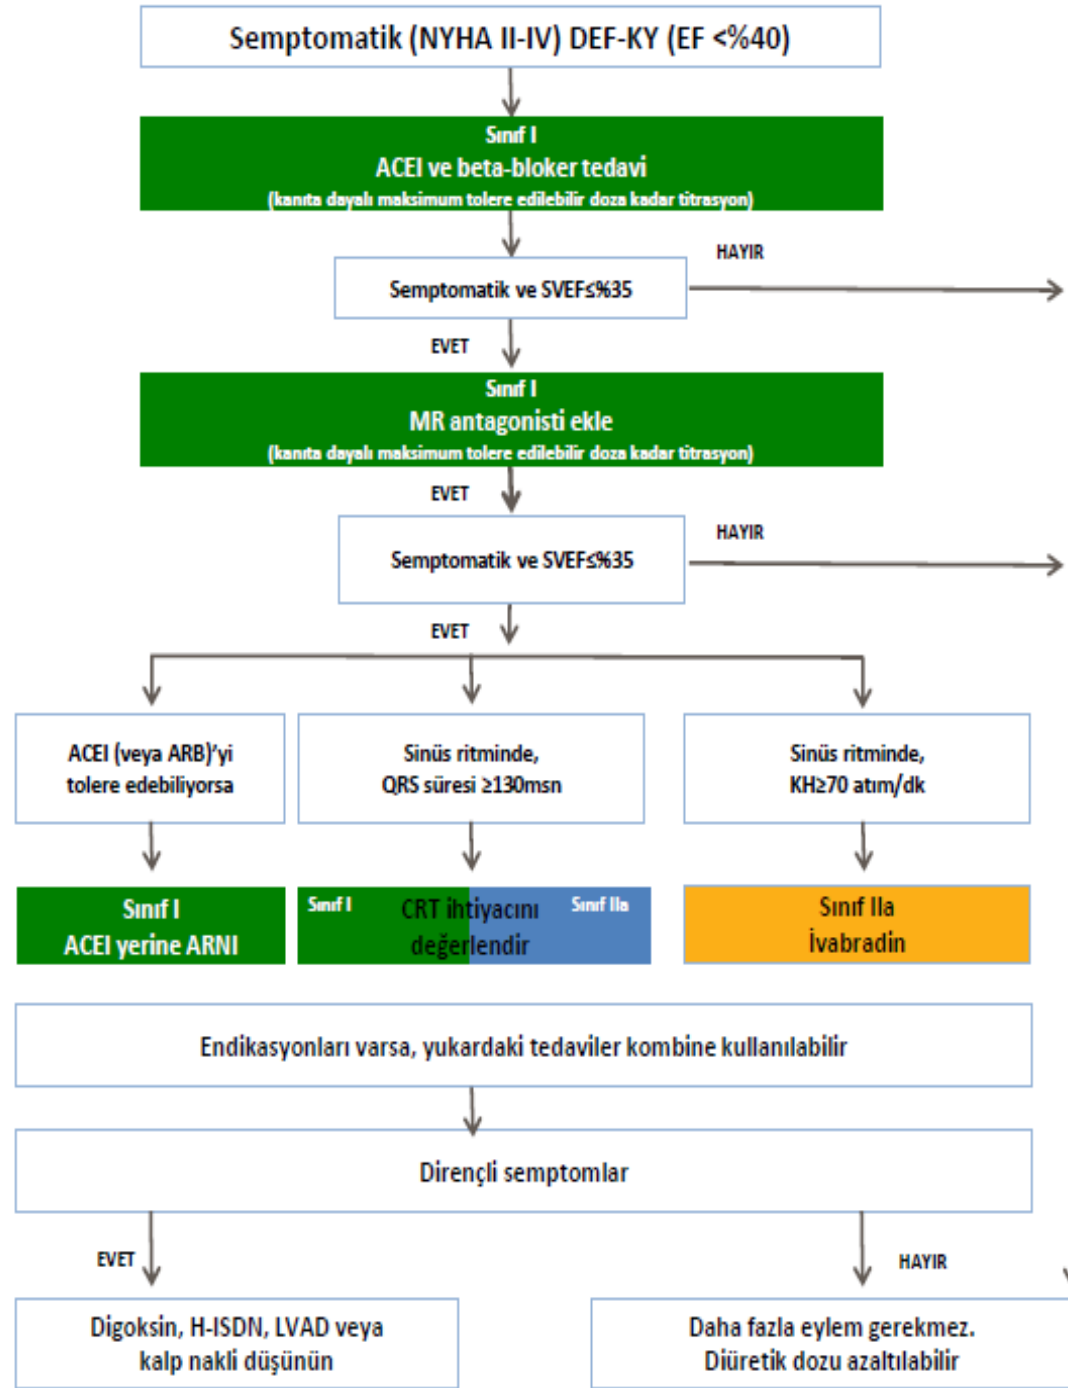 Semptomatik (NYHA II-IV) DEF-KY (EF <%40)
Sınıf I
ACEI ve beta-bloker tedavi
(kanıta dayalı maksimum tolere edilebilir doza kadar titrasyon)
HAYIR
Semptomatik ve SVEF≤%35
EVET
Sınıf I
MR antagonisti ekle
(kanıta dayalı maksimum tolere edilebilir doza kadar titrasyon)
EVET
HAYIR
Semptomatik ve SVEF≤%35
EVET
ACEI (veya ARB)'yi
tolere edebiliyorsa
Sinüs ritminde,
QRS süresi ≥130msn
Sinüs ritminde,
KH≥70 atım/dk
Sınıf I
ACEI yerine ARNI
Sınıf I
CRT ihtiyacını
değerlendir
Sınıf IIa
Sınıf IIa
İvabradin
Endikasyonları varsa, yukardaki tedaviler kombine kullanılabilir
Dirençli semptomlar
EVET
HAYIR
Digoksin, H-ISDN, LVAD veya
kalp nakli düşünün
Daha fazla eylem gerekmez.
Diüretik dozu azaltılabilir